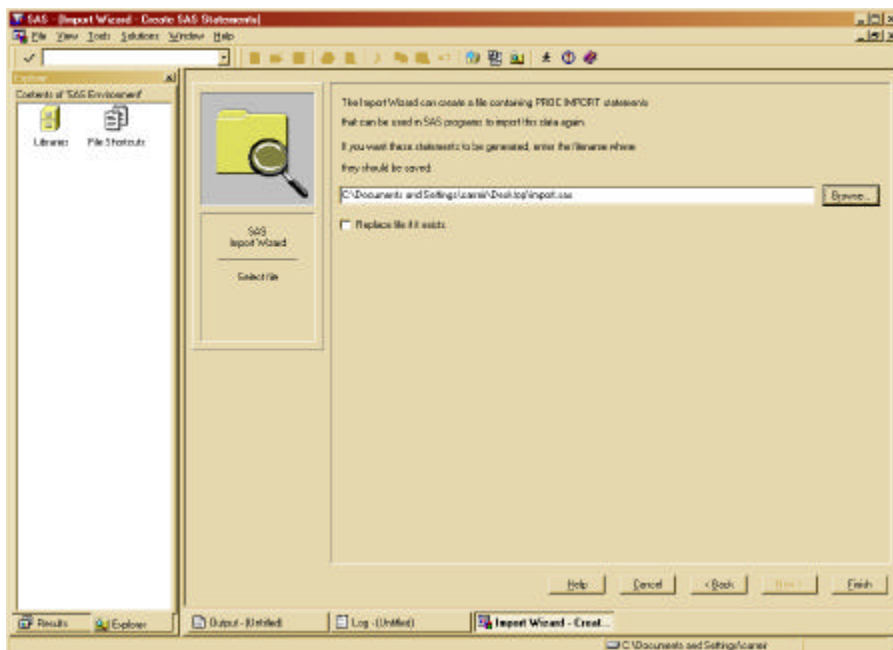 SAS - [Import Wizard - Create SAS Statements]
File View Tools Solutions Window Help
Explorer
Contents of 'SAS Environment'
Libraries File Shortcuts
The Import Wizard can create a file containing PROC IMPORT statements
that can be used in SAS programs to import this data again.
If you want these statements to be generated, enter the filename where
they should be saved:
C:\Documents and Settings\ \Desktop\import.sas
Browse...
Replace file if it exists.
SAS
Import Wizard
Select file
Help Cancel < Back Next > Finish
Results Explorer Output - (Untitled) Log - (Untitled) Import Wizard - Creat...
C:\Documents and Settings\